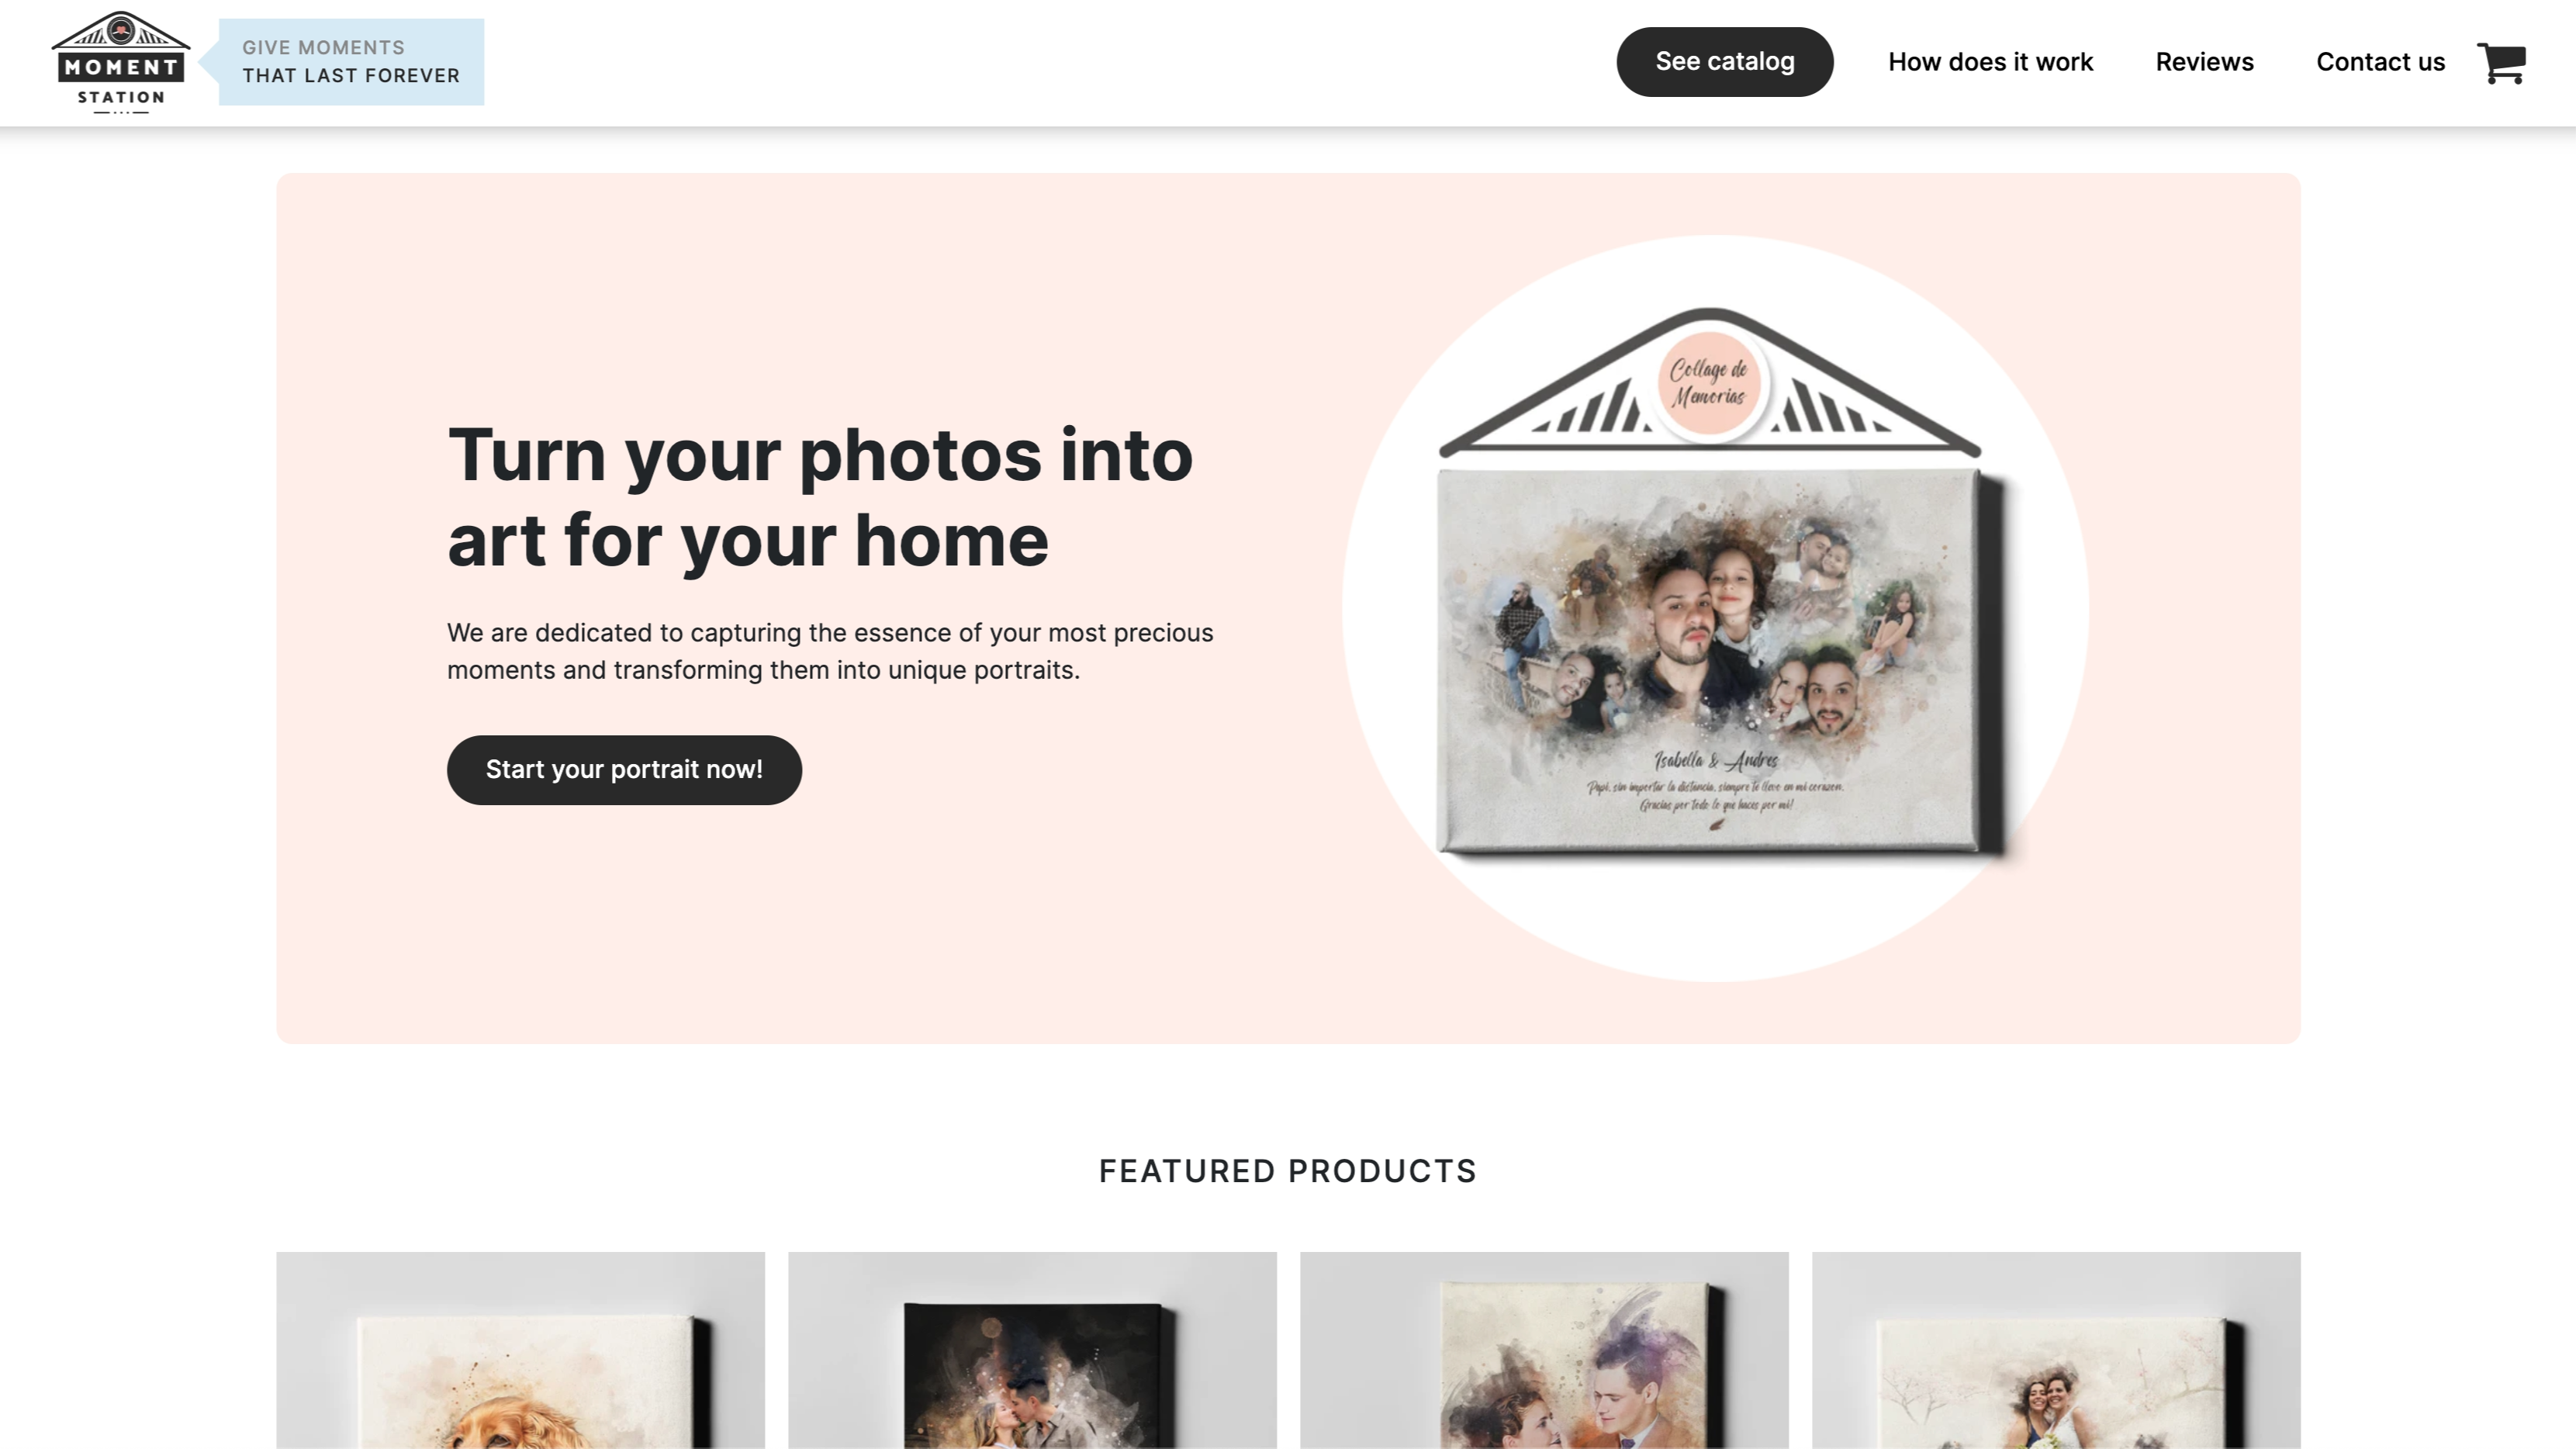 MOMENT
STATION
GIVE MOMENTS
THAT LAST FOREVER
See catalog
How does it work
Reviews
Contact us
Turn your photos into
art for your home
We are dedicated to capturing the essence of your most precious
moments and transforming them into unique portraits.
Start your portrait now!
Collage de
Memorias
Isabella & Andres
Papi, sin importar la distancia, siempre te llevo en mi corazon.
Gracias por todo lo que haces por mi!
FEATURED PRODUCTS